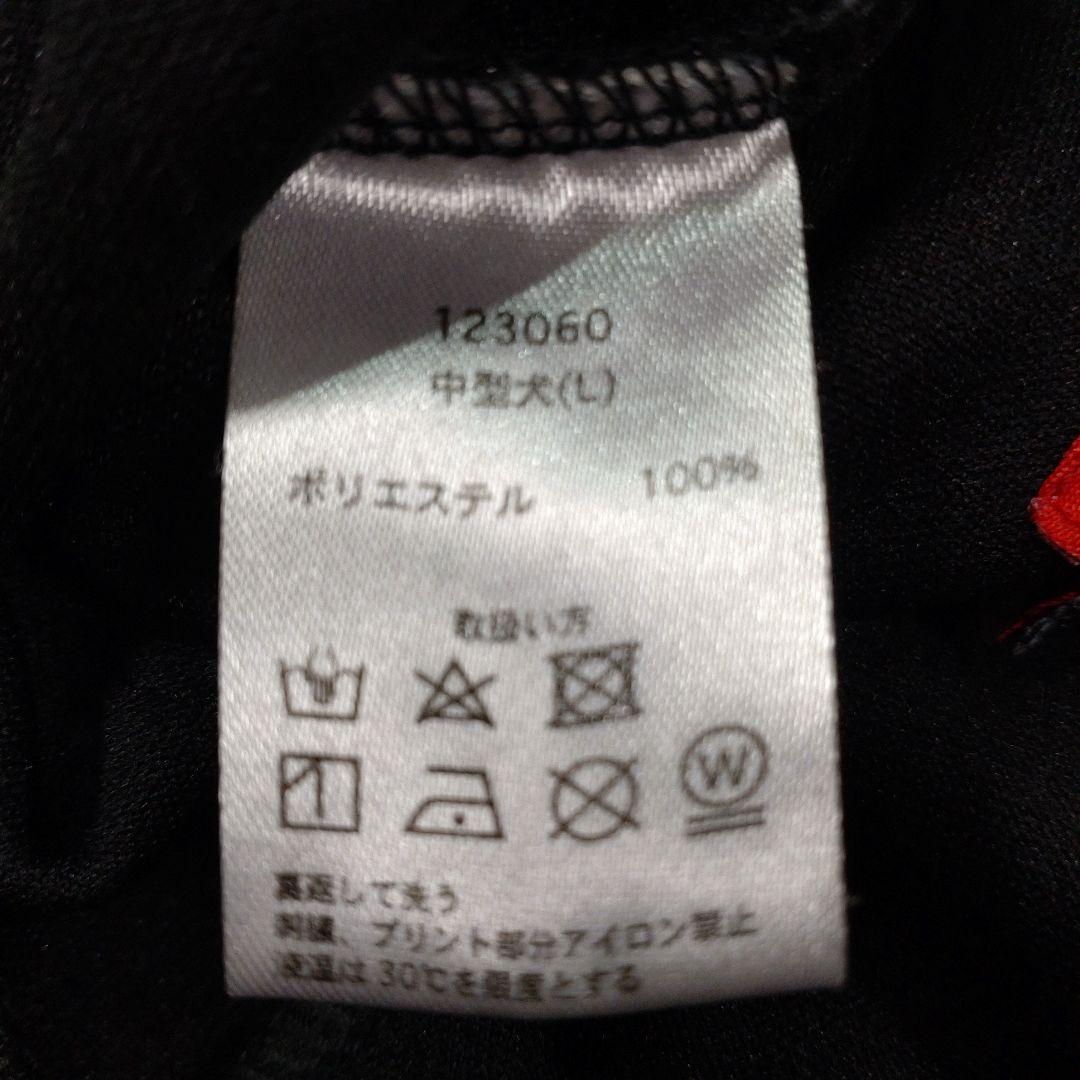 123060
中型犬(L)
ポリエステル 100%
取扱い方
W
裏返して洗う
刺繍、プリント部分アイロン禁止
液温は30℃を限度とする